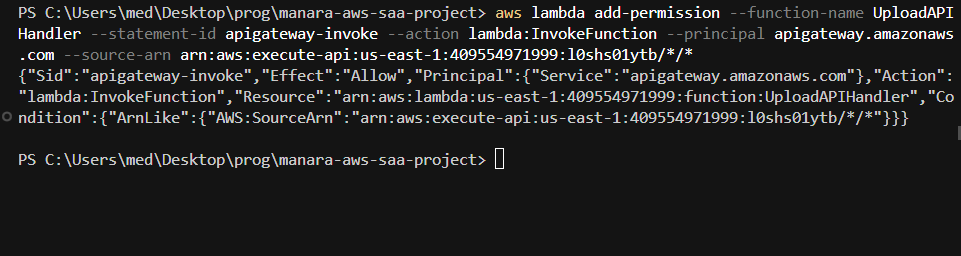 PS C:\Users\med\Desktop\prog\manara-aws-saa-project> aws lambda add-permission --function-name UploadAPI
Handler --statement-id apigateway-invoke --action lambda:InvokeFunction --principal apigateway.amazonaws
.com --source-arn arn:aws:execute-api:us-east-1:409554971999:l0shs01ytb/*/*
{"Sid":"apigateway-invoke","Effect":"Allow","Principal":{"Service":"apigateway.amazonaws.com"},"Action":
"lambda:InvokeFunction","Resource":"arn:aws:lambda:us-east-1:409554971999:function:UploadAPIHandler","Co
ndition":{"ArnLike":{"AWS:SourceArn":"arn:aws:execute-api:us-east-1:409554971999:l0shs01ytb/*/*"}}}
PS C:\Users\med\Desktop\prog\manara-aws-saa-project>